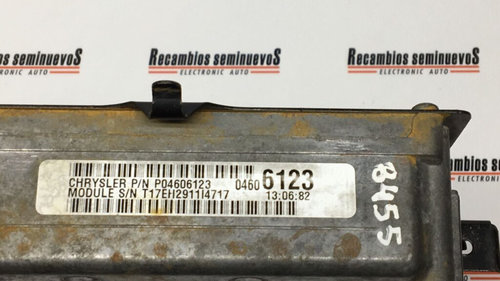 Recambios seminuevoS
ELECTRONIC AUTO
Recambios seminuevoS
ELECTRONIC AUTO
Recambios seminuevoS
ELECTRONIC AUTO
CHRYSLER P/N P04606123 0460 6123
MODULE S/N T17EH291114717 13:06:82
8455